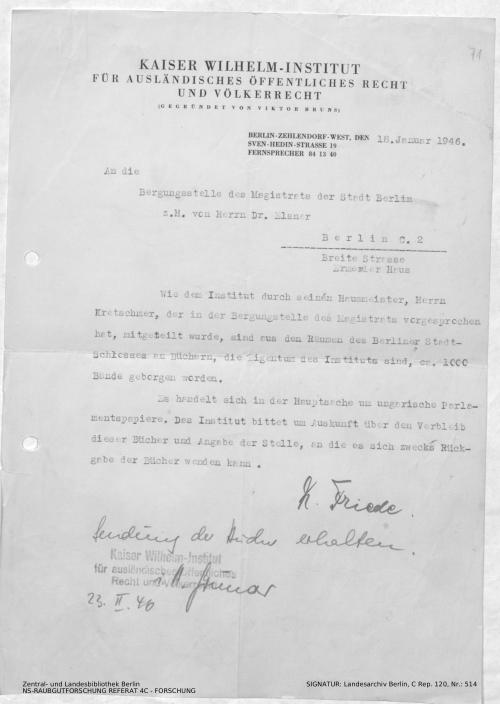 71
KAISER WILHELM-INSTITUT
FÜR AUSLÄNDISCHES ÖFFENTLICHES RECHT
UND VÖLKERRECHT
(GEGRÜNDET VON VIKTOR BRUNS)
BERLIN-ZEHLENDORF-WEST, DEN 18.Januar 1946.
SVEN-HEDIN-STRASSE 19
FERNSPRECHER 84 13 40
An die
Bergungsstelle des Magistrats der Stadt Berlin
z.H. von Herrn Dr. Elsner
Berlin C.2
Breite Strasse
Ermeler Haus
Wie dem Institut durch seinen Hausmeister, Herrn
Kretschmer, der in der Bergungstelle des Magistrats vorgesprochen
hat, mitgeteilt wurde, sind aus den Räumen des Berliner Stadt-
Schlosses an Büchern, die Eigentum des Instituts sind, ca. 1000
Bände geborgen worden.
Es handelt sich in der Hauptsache um ungarische Parla-
mentspapiere. Das Institut bittet um Auskunft über den Verbleib
dieser Bücher und Angabe der Stelle, an die es sich zwecks Rück-
gabe der Bücher wenden kann .
K. Friede.
Sendung der Bücher erhalten.
Kaiser Wilhelm-Institut
für ausländisches öffentliches
Recht und Völkerrecht
23. II. 46
Zentral- und Landesbibliothek Berlin
NS-RAUBGUTFORSCHUNG REFERAT 4C - FORSCHUNG
SIGNATUR: Landesarchiv Berlin, C Rep. 120, Nr.: 514